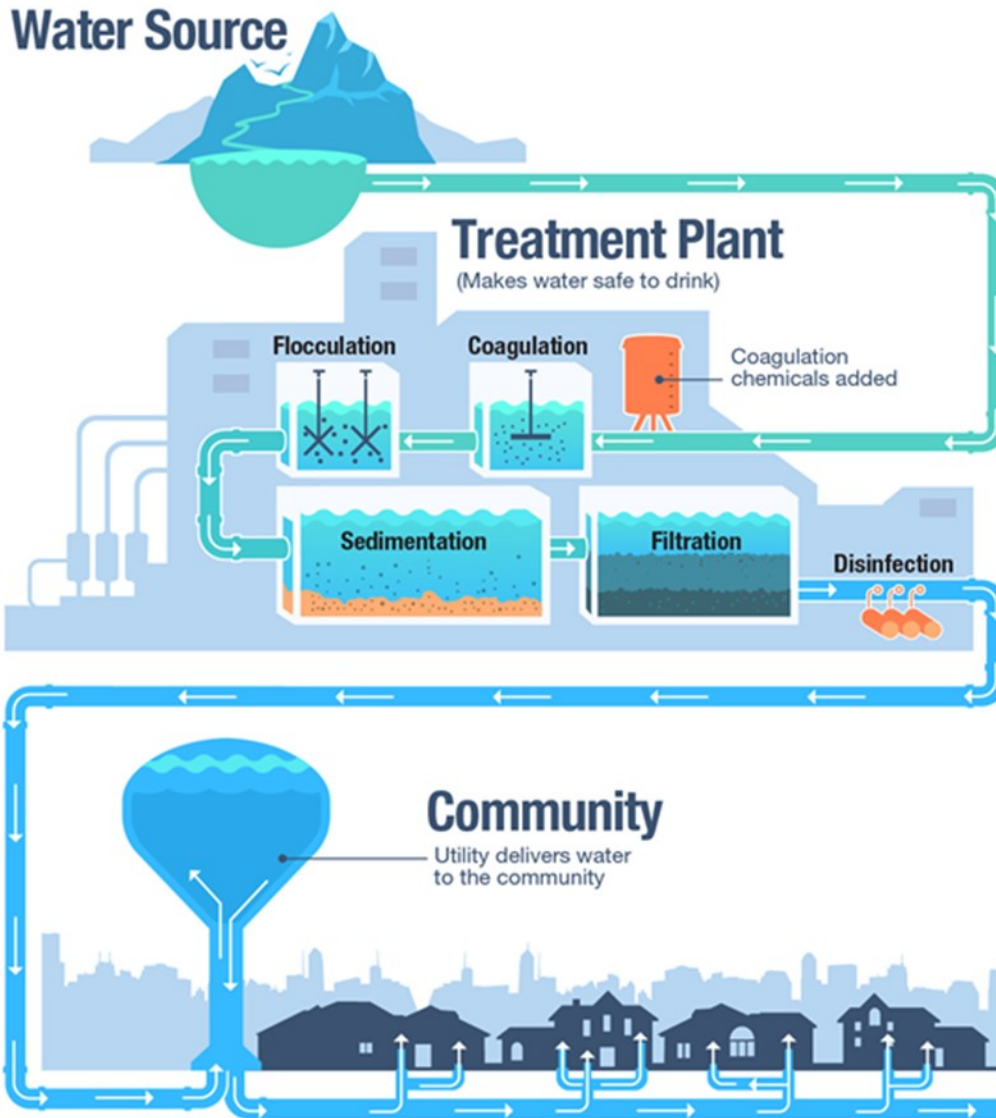 Water Source
Treatment Plant
(Makes water safe to drink)
Flocculation
Coagulation
Coagulation
chemicals added
Sedimentation
Filtration
Disinfection
Community
Utility delivers water
to the community